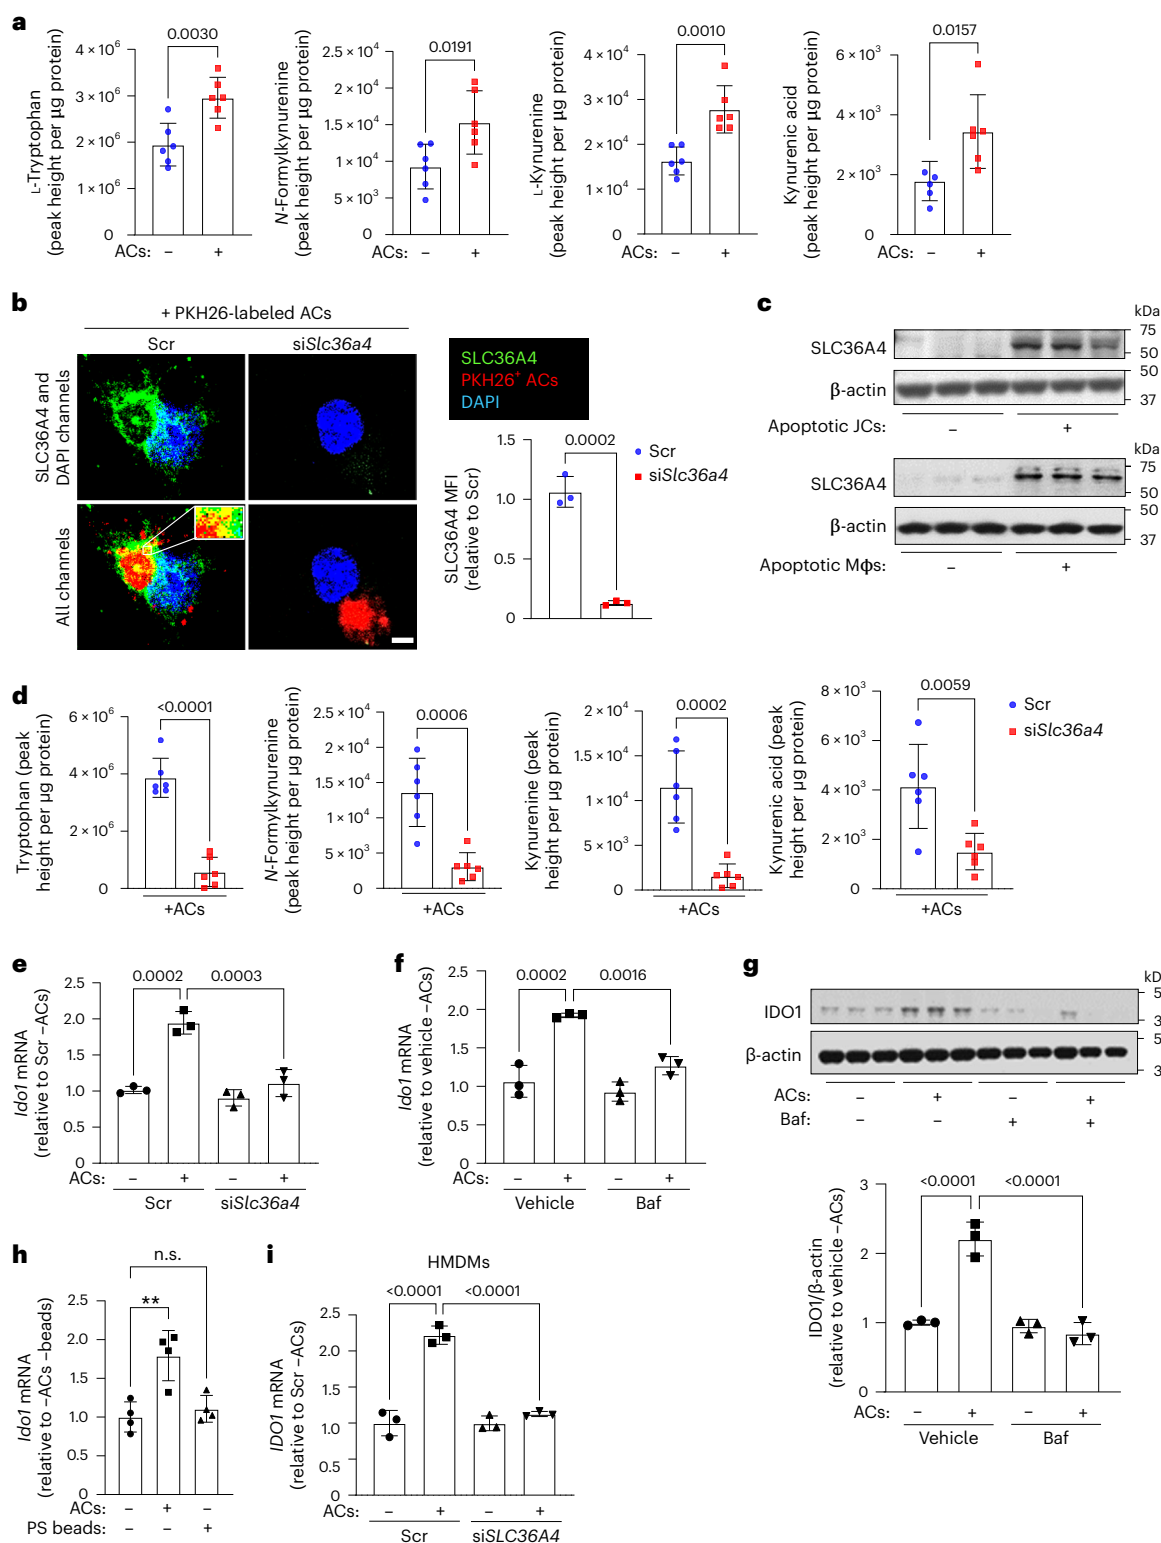 a
L-Tryptophan
(peak height per µg protein)
4 × 10⁶
3 × 10⁶
2 × 10⁶
1 × 10⁶
0
0.0030
ACs: – +
N-Formylkynurenine
(peak height per µg protein)
2.5 × 10⁴
2 × 10⁴
1.5 × 10⁴
1 × 10⁴
5 × 10³
0
0.0191
ACs: – +
L-Kynurenine
(peak height per µg protein)
4 × 10⁴
3 × 10⁴
2 × 10⁴
1 × 10⁴
0
0.0010
ACs: – +
Kynurenic acid
(peak height per µg protein)
6 × 10³
4 × 10³
2 × 10³
0
0.0157
ACs: – +
b
+ PKH26-labeled ACs
Scr siSlc36a4
SLC36A4 and
DAPI channels
All channels
SLC36A4
PKH26⁺ ACs
DAPI
SLC36A4 MFI
(relative to Scr)
1.5
1.0
0.5
0
0.0002
Scr
siSlc36a4
c
kDa
SLC36A4
75
50
β-actin
50
37
Apoptotic JCs: – +
kDa
SLC36A4
75
50
β-actin
50
37
Apoptotic Mϕs: – +
d
Tryptophan (peak
height per µg protein)
6 × 10⁶
4 × 10⁶
2 × 10⁶
0
<0.0001
+ACs
N-Formylkynurenine
(peak height per µg protein)
2.5 × 10⁴
2 × 10⁴
1.5 × 10⁴
1 × 10⁴
5 × 10³
0
0.0006
+ACs
Kynurenine (peak
height per µg protein)
2 × 10⁴
1.5 × 10⁴
1 × 10⁴
5 × 10³
0
0.0002
+ACs
Kynurenic acid (peak
height per µg protein)
8 × 10³
6 × 10³
4 × 10³
2 × 10³
0
0.0059
+ACs
Scr
siSlc36a4
e
Ido1 mRNA
(relative to Scr –ACs)
2.5
2.0
1.5
1.0
0.5
0
0.0002 0.0003
ACs: – + – +
Scr siSlc36a4
f
Ido1 mRNA
(relative to vehicle –ACs)
2.5
2.0
1.5
1.0
0.5
0
0.0002 0.0016
ACs: – + – +
Vehicle Baf
g
kD
IDO1
5
3
β-actin
5
3
ACs: – + – +
Baf: – – + +
IDO1/β-actin
(relative to vehicle –ACs)
3
2
1
0
<0.0001 <0.0001
ACs: – + – +
Vehicle Baf
h
Ido1 mRNA
(relative to –ACs –beads)
2.5
2.0
1.5
1.0
0.5
0
n.s.
**
ACs: – + –
PS beads: – – +
i
HMDMs
IDO1 mRNA
(relative to Scr –ACs)
2.5
2.0
1.5
1.0
0.5
0
<0.0001 <0.0001
ACs: – + – +
Scr siSLC36A4